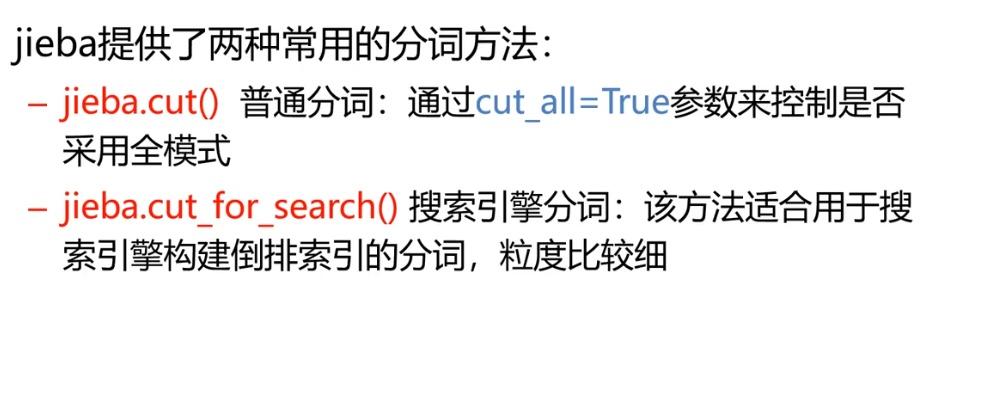 jieba提供了两种常用的分词方法：
– jieba.cut() 普通分词：通过cut_all=True参数来控制是否
采用全模式
– jieba.cut_for_search() 搜索引擎分词：该方法适合用于搜
索引擎构建倒排索引的分词，粒度比较细